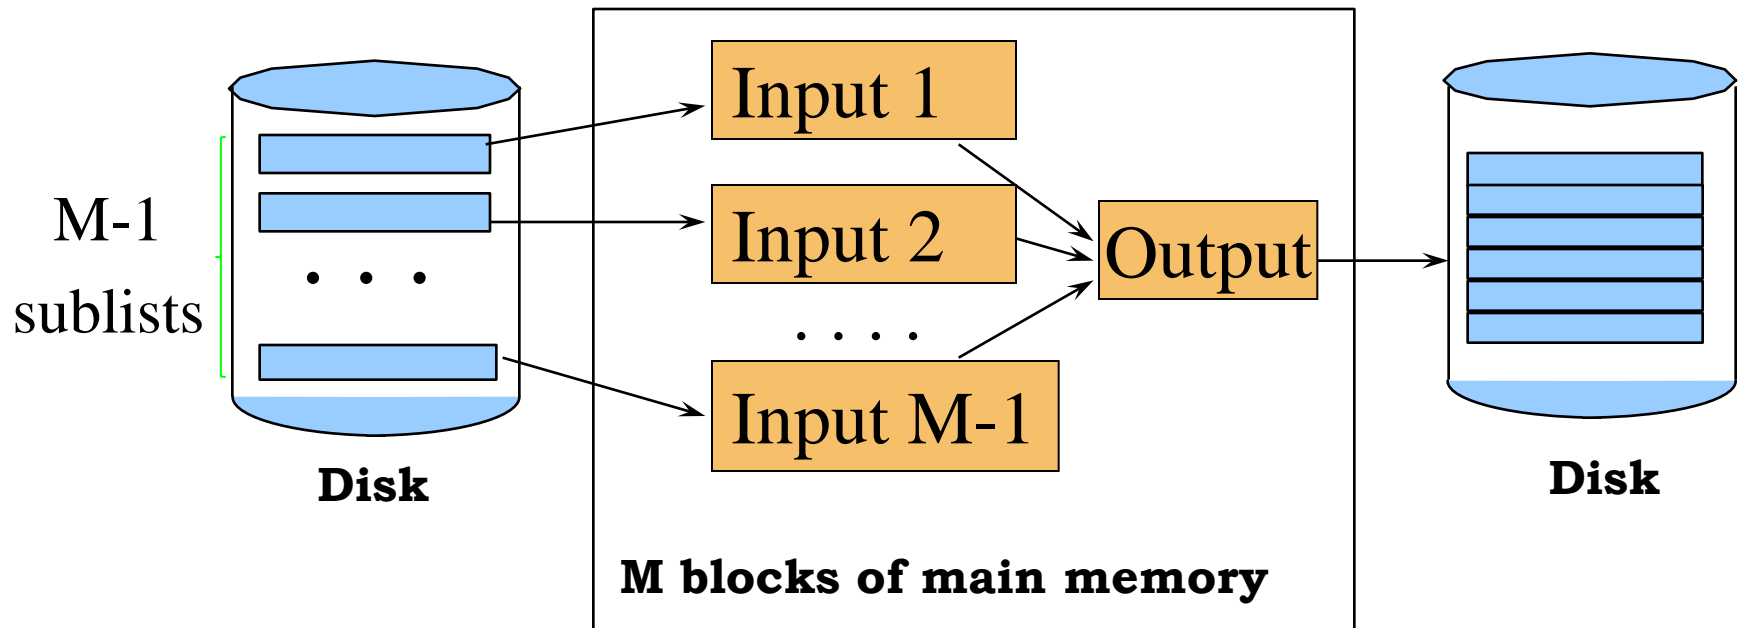 M-1
sublists
Disk
Input 1
Input 2
. . . .
Input M-1
Output
M blocks of main memory
Disk